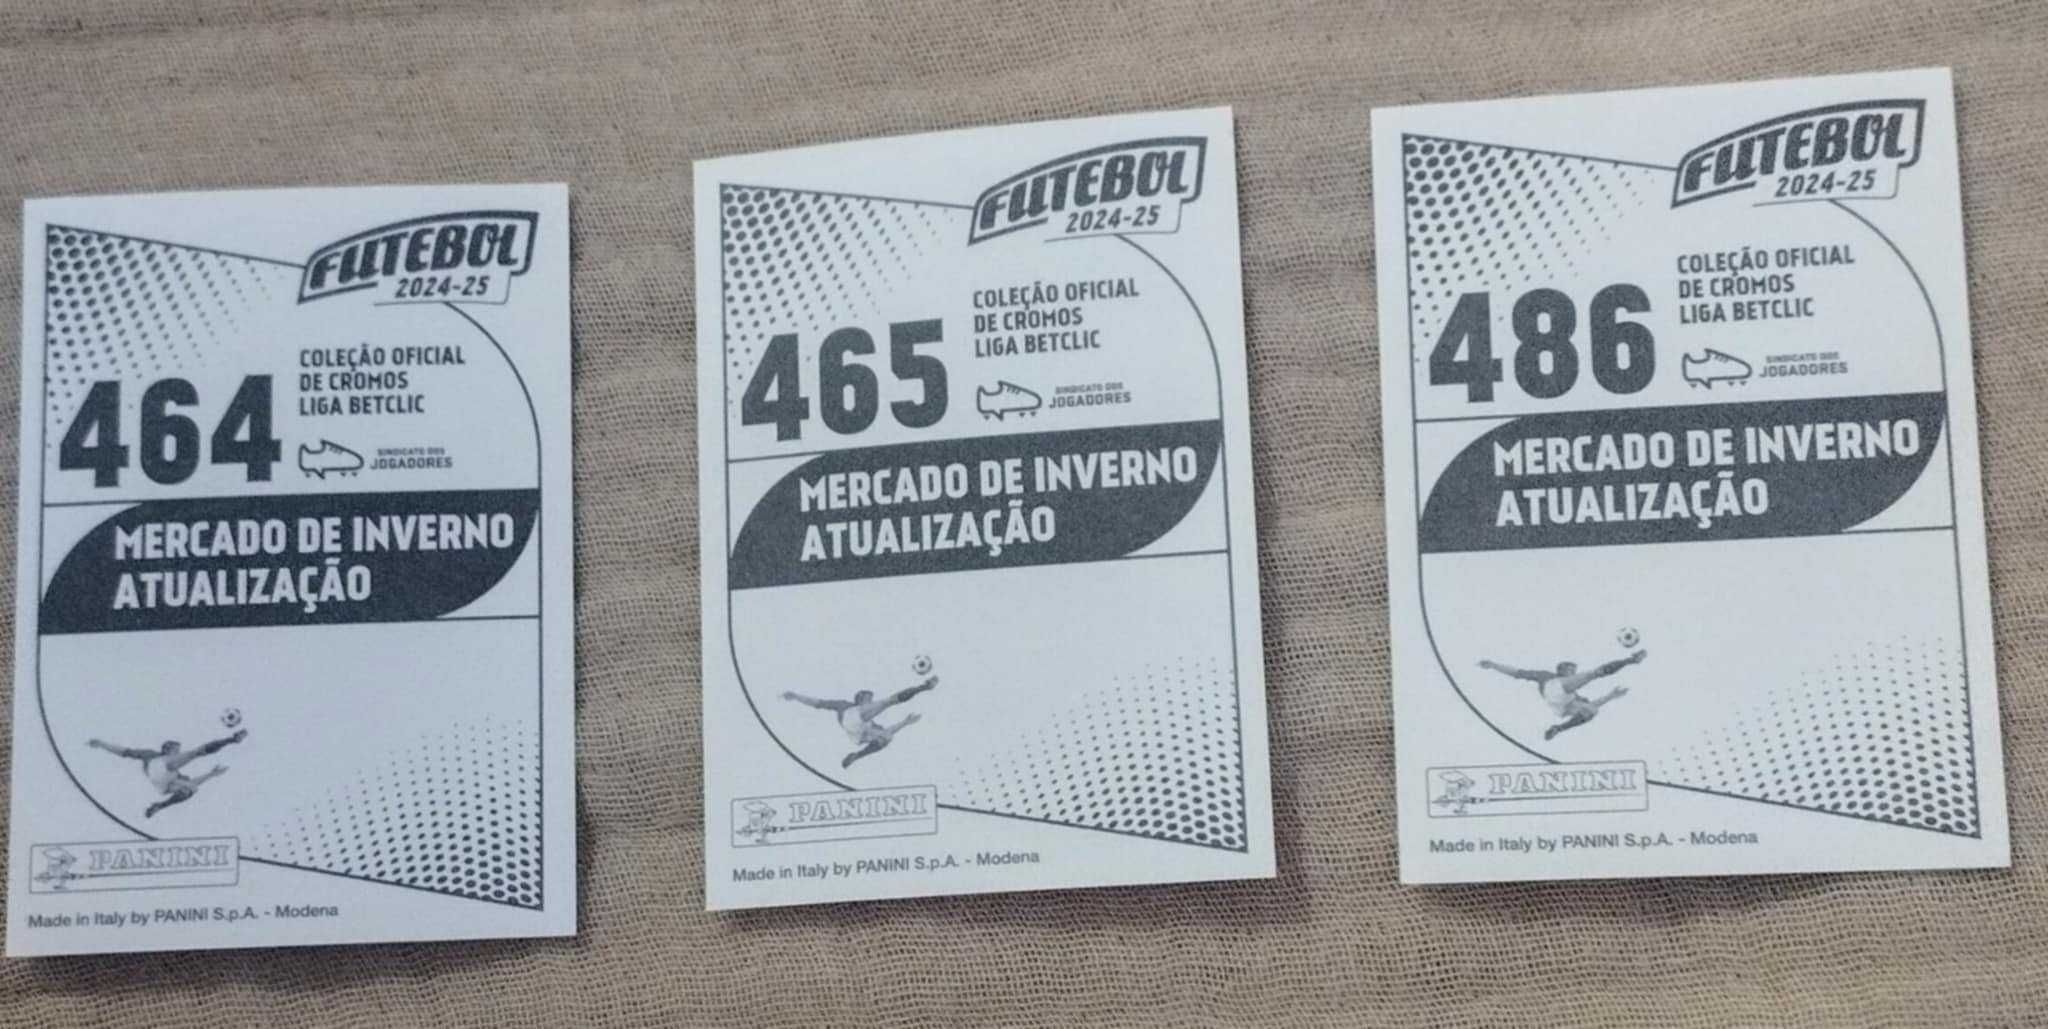 FUTEBOL
2024-25
464
COLEÇÃO OFICIAL
DE CROMOS
LIGA BETCLIC
SINDICATO DOS
JOGADORES
MERCADO DE INVERNO
ATUALIZAÇÃO
PANINI
Made in Italy by PANINI S.p.A. - Modena
FUTEBOL
2024-25
465
COLEÇÃO OFICIAL
DE CROMOS
LIGA BETCLIC
SINDICATO DOS
JOGADORES
MERCADO DE INVERNO
ATUALIZAÇÃO
PANINI
Made in Italy by PANINI S.p.A. - Modena
FUTEBOL
2024-25
486
COLEÇÃO OFICIAL
DE CROMOS
LIGA BETCLIC
SINDICATO DOS
JOGADORES
MERCADO DE INVERNO
ATUALIZAÇÃO
PANINI
Made in Italy by PANINI S.p.A. - Modena